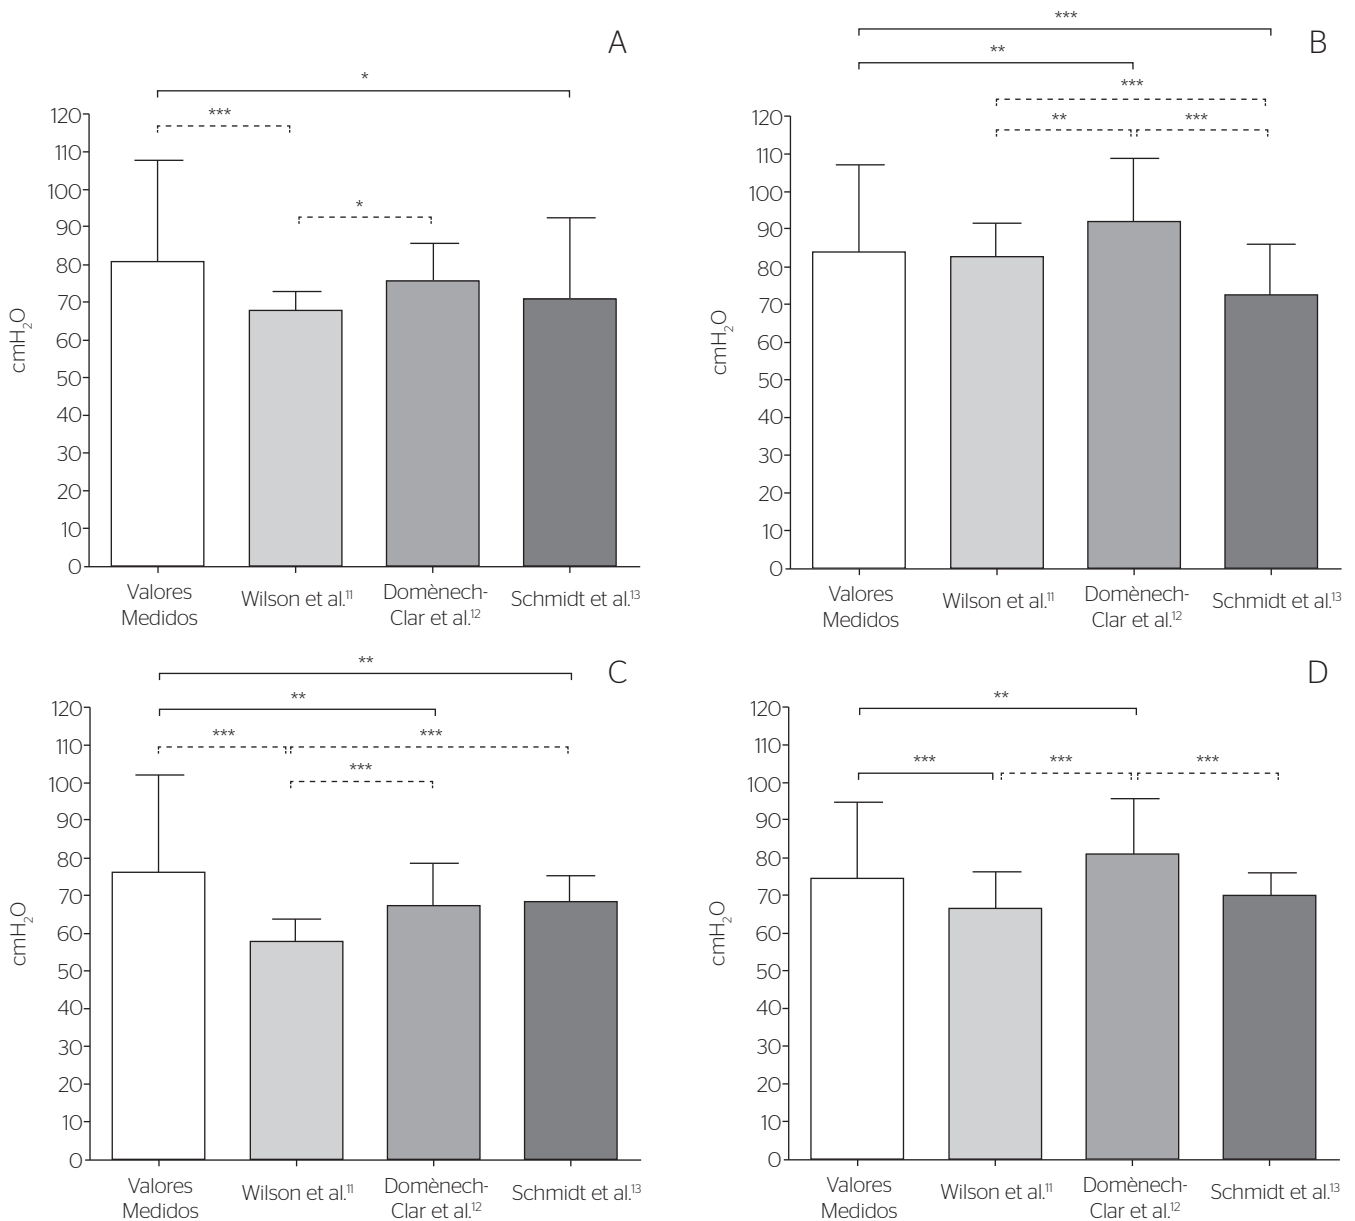 A
*
***
*
120
110
100
90
80
70
60
50
40
30
20
10
0
cmH₂O
Valores
Medidos
Wilson et al.¹¹
Domènech-
Clar et al.¹²
Schmidt et al.¹³
B
***
**
***
** ***
120
110
100
90
80
70
60
50
40
30
20
10
0
cmH₂O
Valores
Medidos
Wilson et al.¹¹
Domènech-
Clar et al.¹²
Schmidt et al.¹³
C
**
**
*** ***
***
120
110
100
90
80
70
60
50
40
30
20
10
0
cmH₂O
Valores
Medidos
Wilson et al.¹¹
Domènech-
Clar et al.¹²
Schmidt et al.¹³
D
**
*** *** ***
120
110
100
90
80
70
60
50
40
30
20
10
0
cmH₂O
Valores
Medidos
Wilson et al.¹¹
Domènech-
Clar et al.¹²
Schmidt et al.¹³